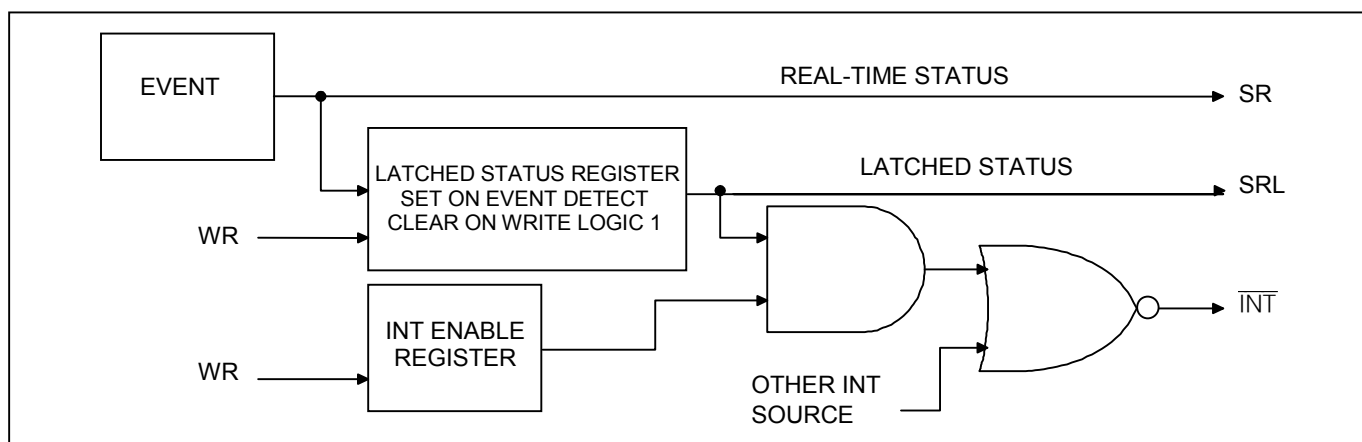 EVENT
REAL-TIME STATUS
SR
LATCHED STATUS REGISTER
SET ON EVENT DETECT
CLEAR ON WRITE LOGIC 1
LATCHED STATUS
SRL
WR
INT ENABLE
REGISTER
INT
WR
OTHER INT
SOURCE